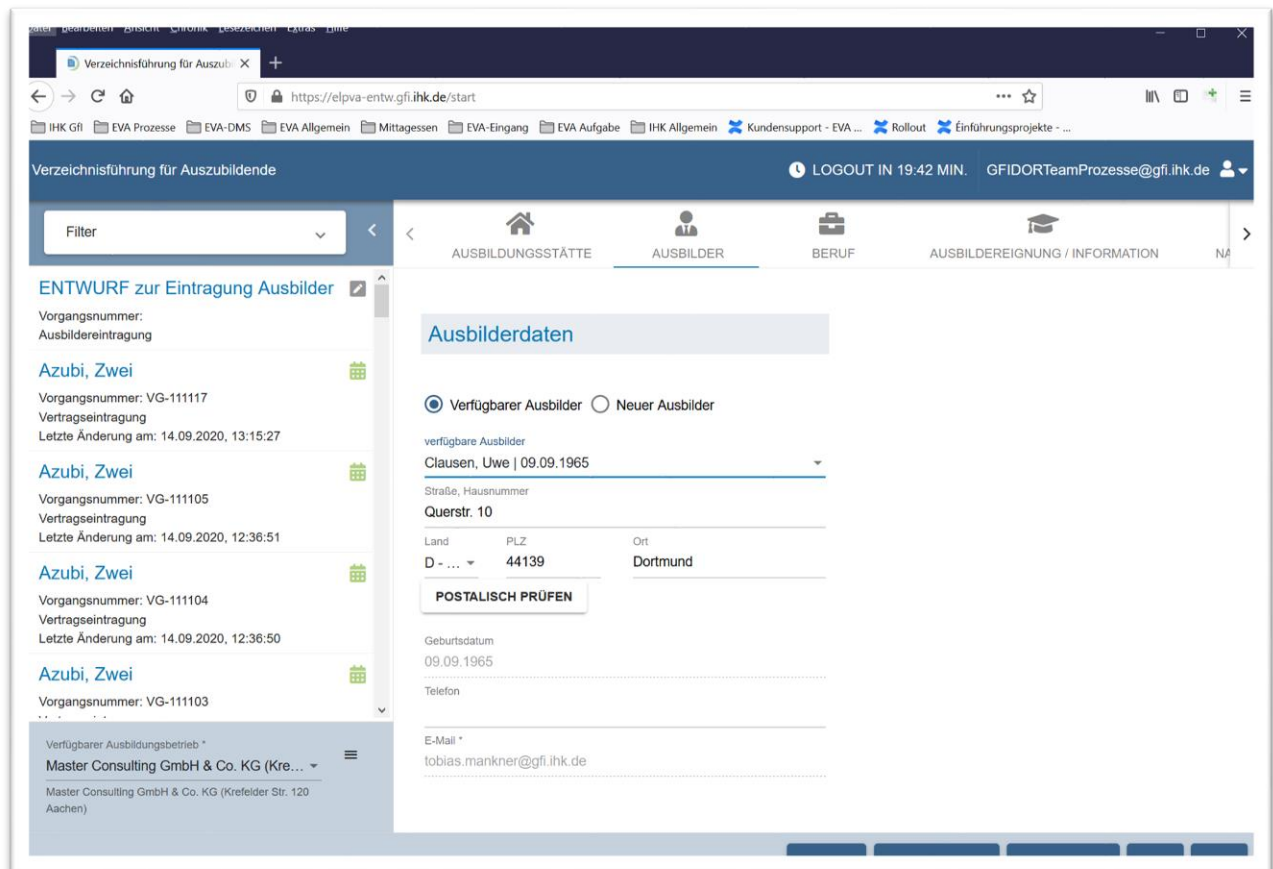 Datei Bearbeiten Ansicht Chronik Lesezeichen Extras Hilfe
Verzeichnisführung für Auszubi
https://elpva-entw.gfi.ihk.de/start
IHK GfI EVA Prozesse EVA-DMS EVA Allgemein Mittagessen EVA-Eingang EVA Aufgabe IHK Allgemein Kundensupport - EVA ... Rollout Einführungsprojekte - ...
Verzeichnisführung für Auszubildende LOGOUT IN 19:42 MIN. GFIDORTeamProzesse@gfi.ihk.de
Filter
AUSBILDUNGSSTÄTTE AUSBILDER BERUF AUSBILDEREIGNUNG / INFORMATION NA
ENTWURF zur Eintragung Ausbilder
Vorgangsnummer:
Ausbildereintragung
Azubi, Zwei
Vorgangsnummer: VG-111117
Vertragseintragung
Letzte Änderung am: 14.09.2020, 13:15:27
Azubi, Zwei
Vorgangsnummer: VG-111105
Vertragseintragung
Letzte Änderung am: 14.09.2020, 12:36:51
Azubi, Zwei
Vorgangsnummer: VG-111104
Vertragseintragung
Letzte Änderung am: 14.09.2020, 12:36:50
Azubi, Zwei
Vorgangsnummer: VG-111103
Verfügbarer Ausbildungsbetrieb *
Master Consulting GmbH & Co. KG (Kre...
Master Consulting GmbH & Co. KG (Krefelder Str. 120
Aachen)
Ausbilderdaten
Verfügbarer Ausbilder Neuer Ausbilder
verfügbare Ausbilder
Clausen, Uwe | 09.09.1965
Straße, Hausnummer
Querstr. 10
Land PLZ Ort
D - ... 44139 Dortmund
POSTALISCH PRÜFEN
Geburtsdatum
09.09.1965
Telefon
E-Mail *
tobias.mankner@gfi.ihk.de